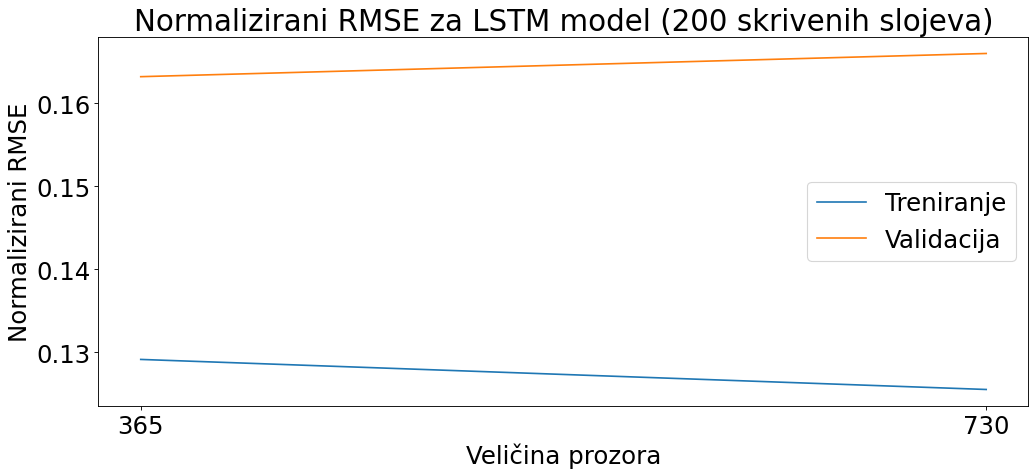 Normalizirani RMSE za LSTM model (200 skrivenih slojeva)
Normalizirani RMSE
0.16
0.15
0.14
0.13
Treniranje
Validacija
365
730
Veličina prozora